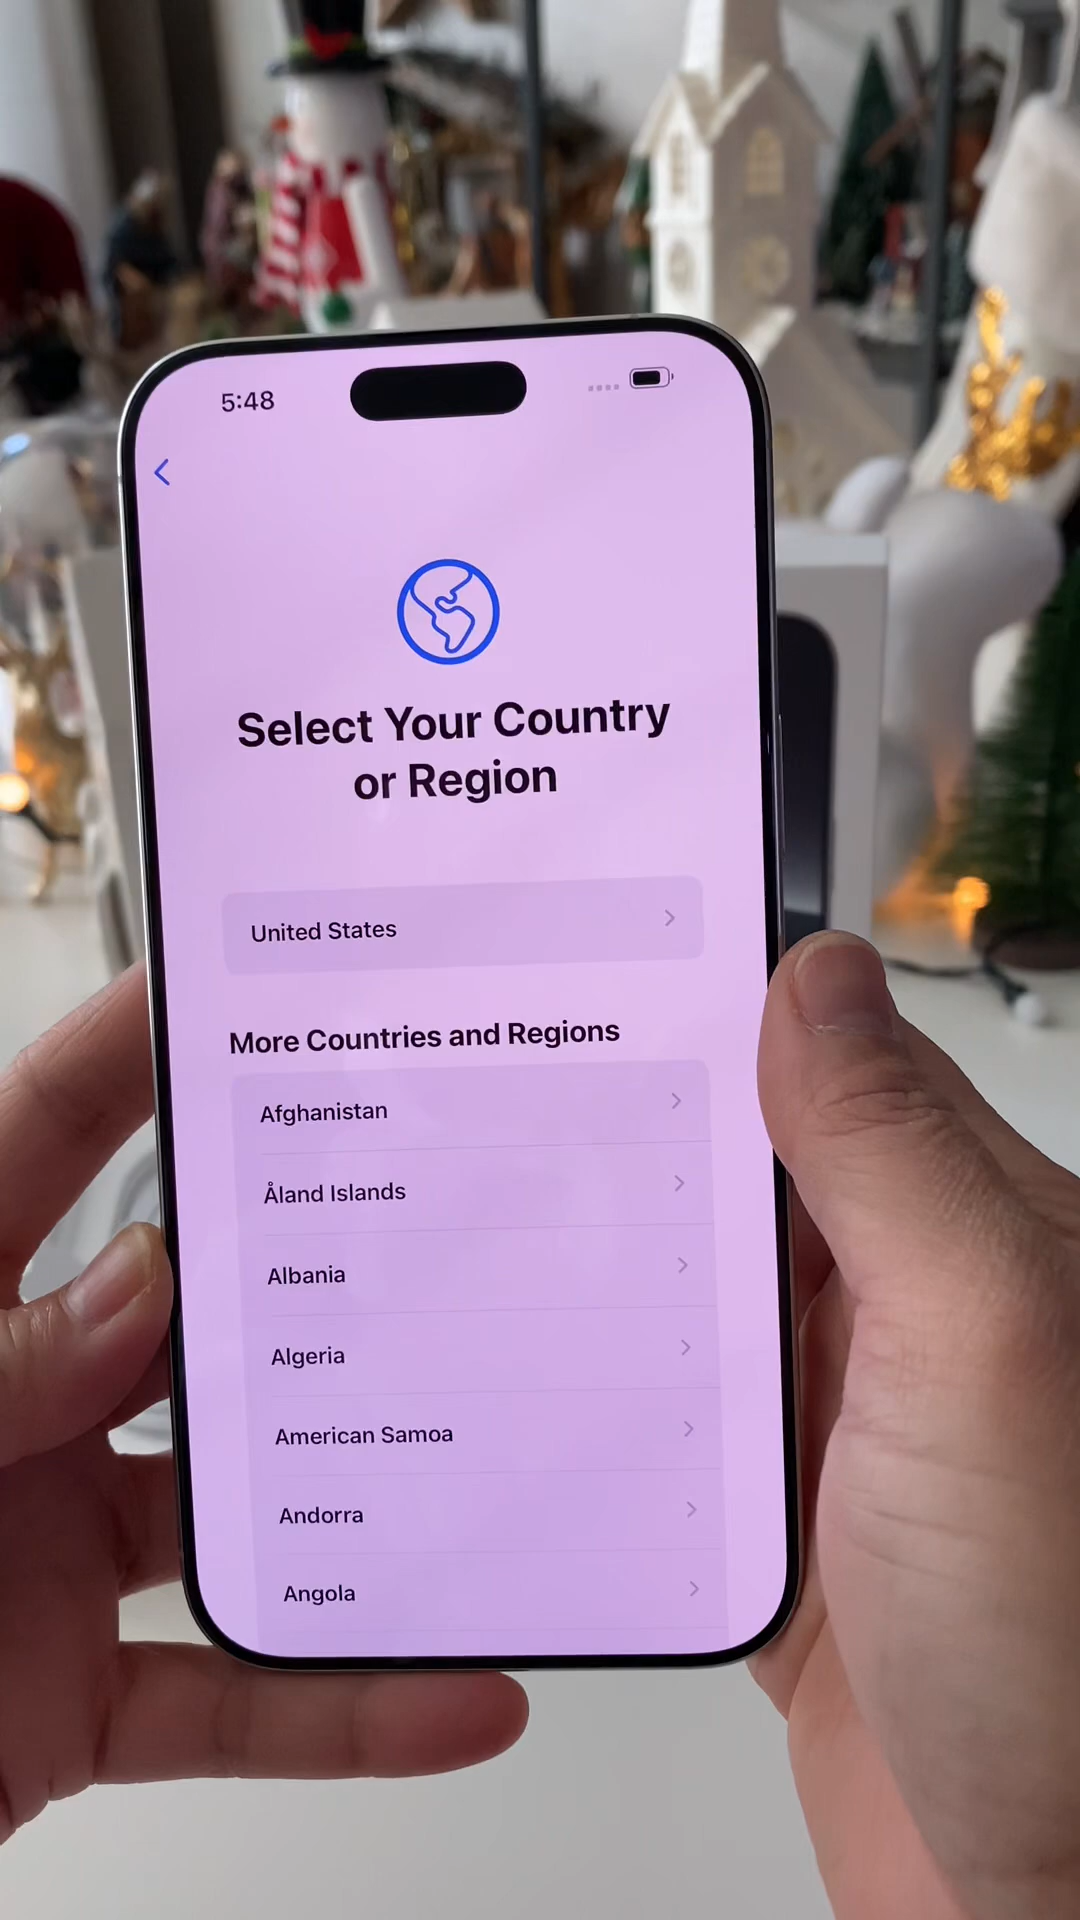 5:48
Select Your Country
or Region
United States
More Countries and Regions
Afghanistan
Åland Islands
Albania
Algeria
American Samoa
Andorra
Angola